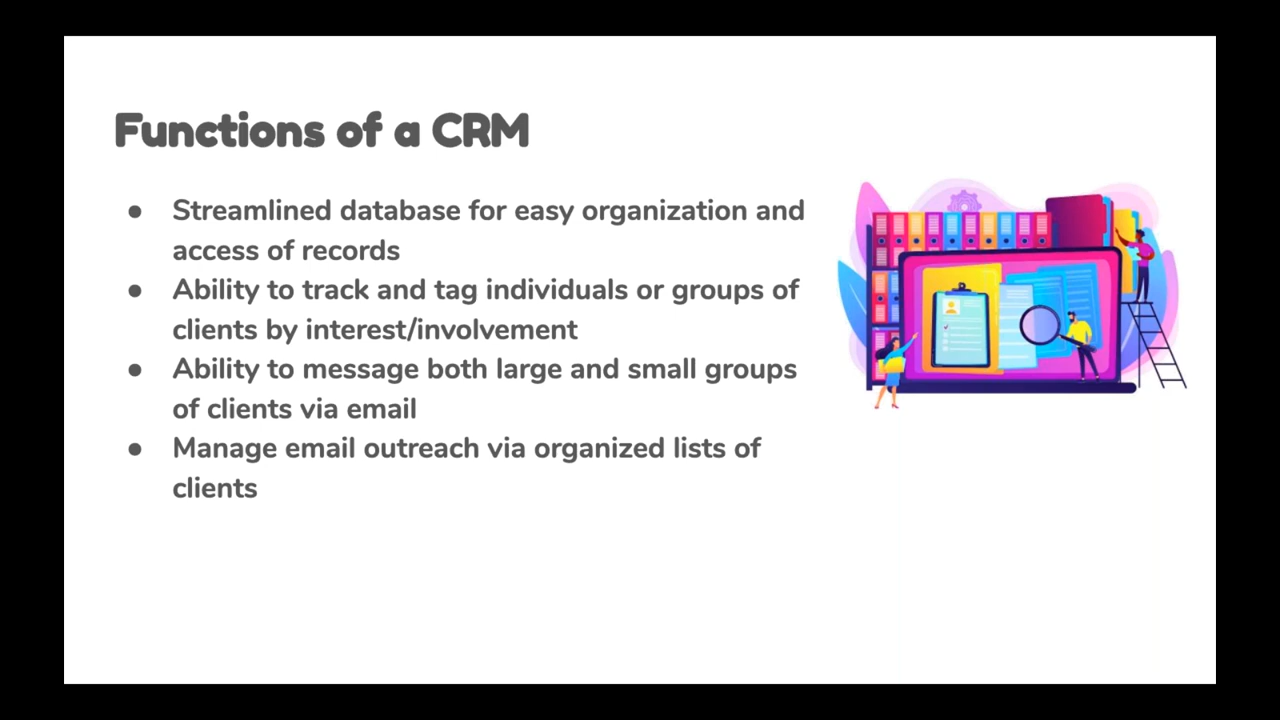 Functions of a CRM
● Streamlined database for easy organization and
access of records
● Ability to track and tag individuals or groups of
clients by interest/involvement
● Ability to message both large and small groups
of clients via email
● Manage email outreach via organized lists of
clients